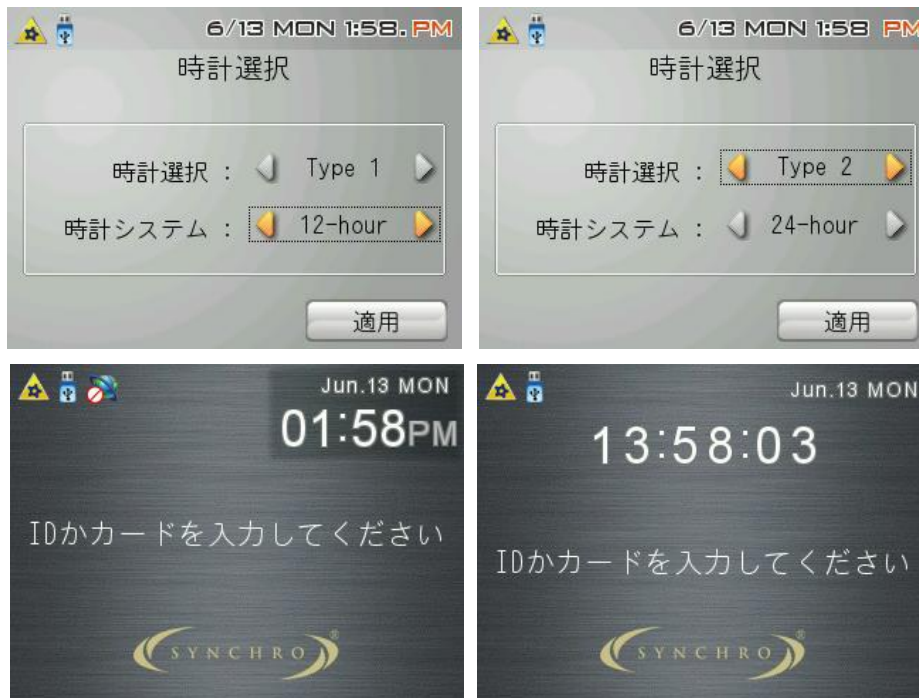 6/13 MON 1:58. PM
時計選択
時計選択 : Type 1
時計システム : 12-hour
適用
6/13 MON 1:58 PM
時計選択
時計選択 : Type 2
時計システム : 24-hour
適用
Jun.13 MON
01:58PM
IDかカードを入力してください
SYNCHRO®
Jun.13 MON
13:58:03
IDかカードを入力してください
SYNCHRO®